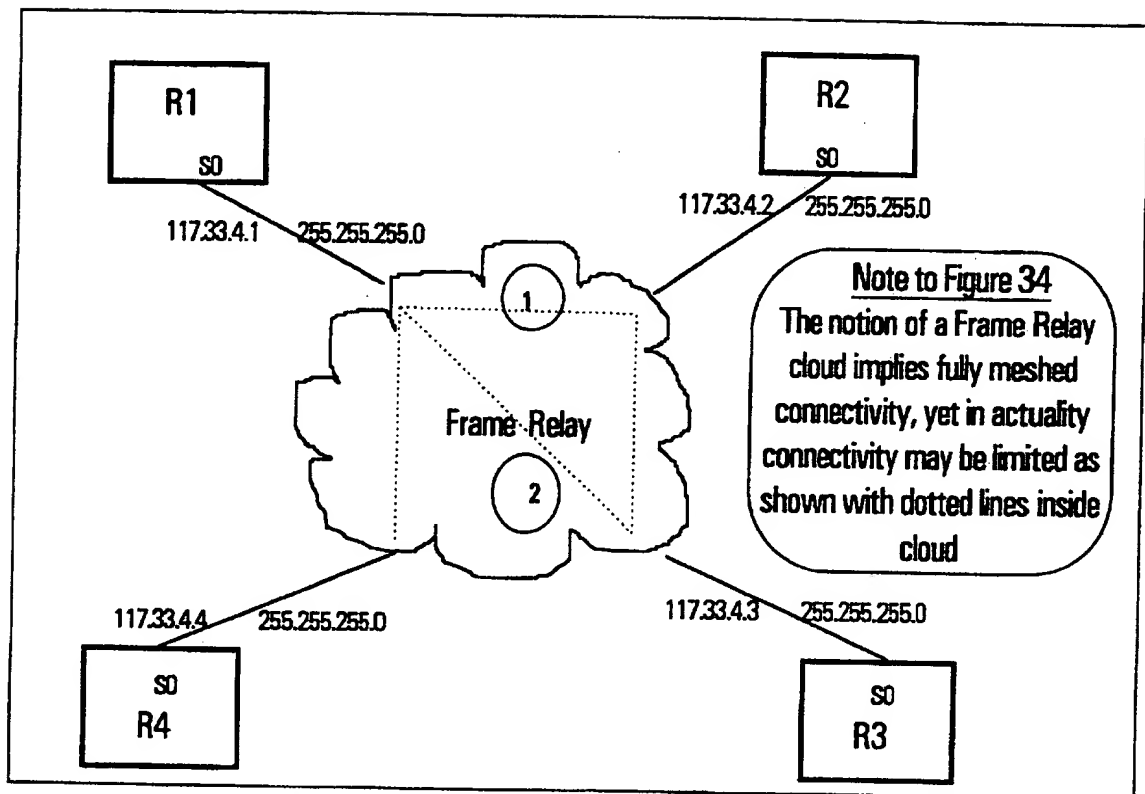 R1
S0
R2
S0
117.33.4.1 255.255.255.0
117.33.4.2 255.255.255.0
Note to Figure 34
The notion of a Frame Relay
cloud implies fully meshed
connectivity, yet in actuality
connectivity may be limited as
shown with dotted lines inside
cloud
1
Frame Relay
2
117.33.4.4 255.255.255.0
117.33.4.3 255.255.255.0
S0
R4
S0
R3